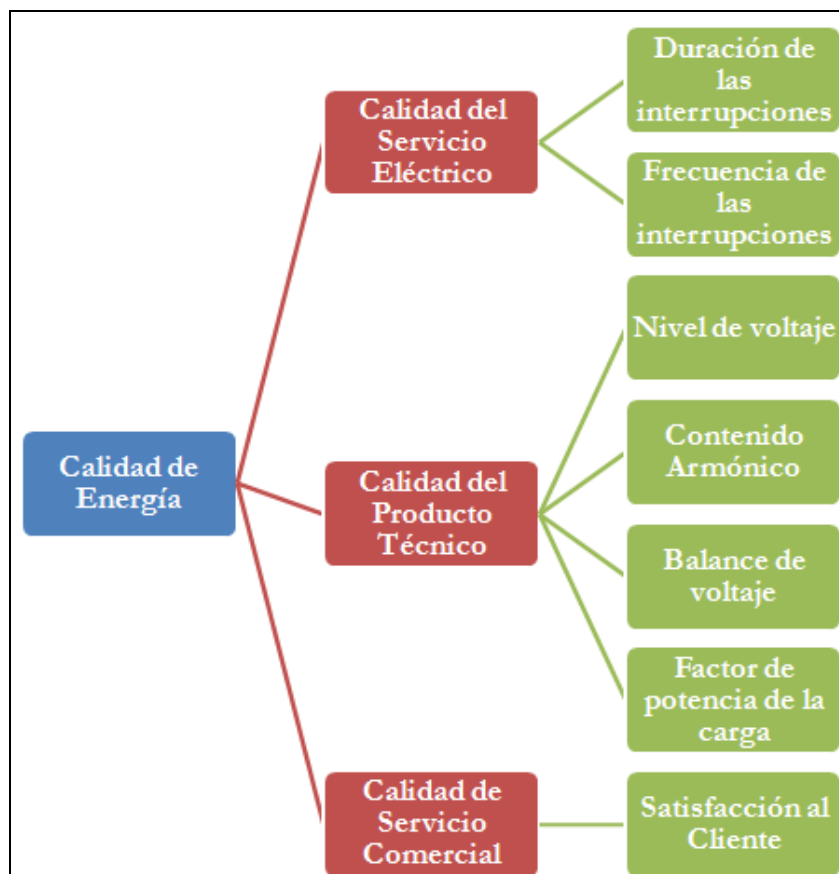 Calidad de
Energía
Calidad del
Servicio
Eléctrico
Duración de
las
interrupciones
Frecuencia de
las
interrupciones
Calidad del
Producto
Técnico
Nivel de voltaje
Contenido
Armónico
Balance de
voltaje
Factor de
potencia de la
carga
Calidad de
Servicio
Comercial
Satisfacción al
Cliente